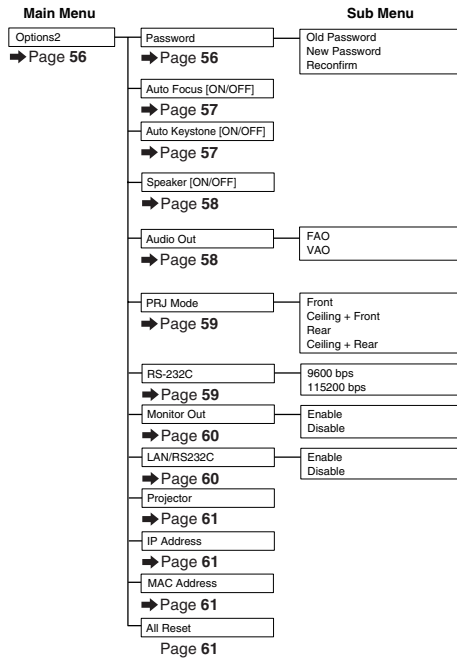 Main Menu
Sub Menu
Options2
➡Page 56
Password
➡Page 56
Old Password
New Password
Reconfirm
Auto Focus [ON/OFF]
➡Page 57
Auto Keystone [ON/OFF]
➡Page 57
Speaker [ON/OFF]
➡Page 58
Audio Out
➡Page 58
FAO
VAO
PRJ Mode
➡Page 59
Front
Ceiling + Front
Rear
Ceiling + Rear
RS-232C
➡Page 59
9600 bps
115200 bps
Monitor Out
➡Page 60
Enable
Disable
LAN/RS232C
➡Page 60
Enable
Disable
Projector
➡Page 61
IP Address
➡Page 61
MAC Address
➡Page 61
All Reset
Page 61